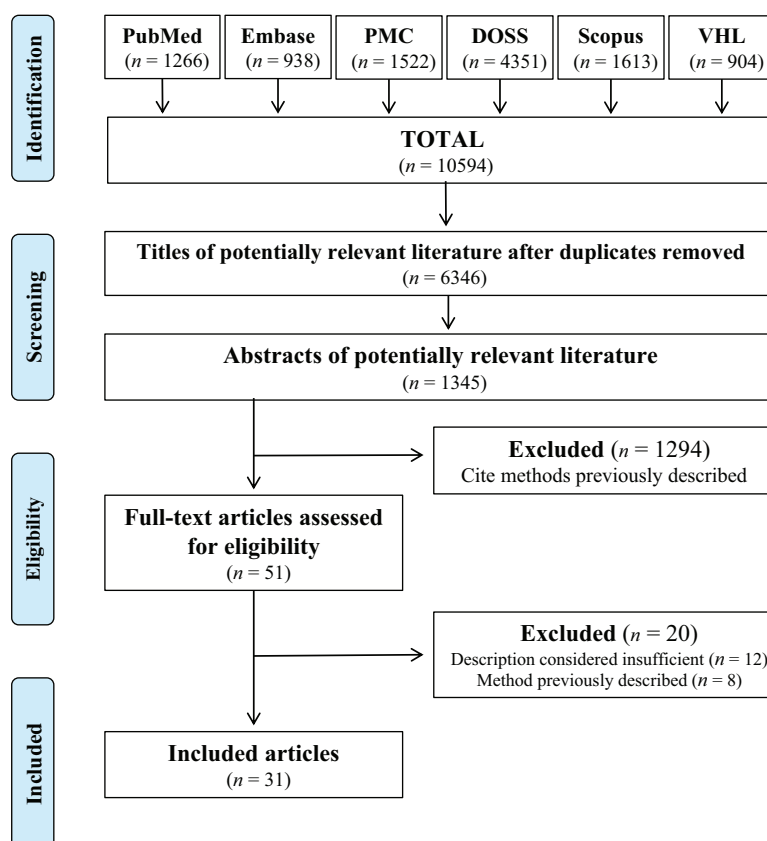 Identification
PubMed
(n = 1266)
Embase
(n = 938)
PMC
(n = 1522)
DOSS
(n = 4351)
Scopus
(n = 1613)
VHL
(n = 904)
TOTAL
(n = 10594)
Screening
Titles of potentially relevant literature after duplicates removed
(n = 6346)
Abstracts of potentially relevant literature
(n = 1345)
Eligibility
Excluded (n = 1294)
Cite methods previously described
Full-text articles assessed
for eligibility
(n = 51)
Excluded (n = 20)
Description considered insufficient (n = 12)
Method previously described (n = 8)
Included
Included articles
(n = 31)